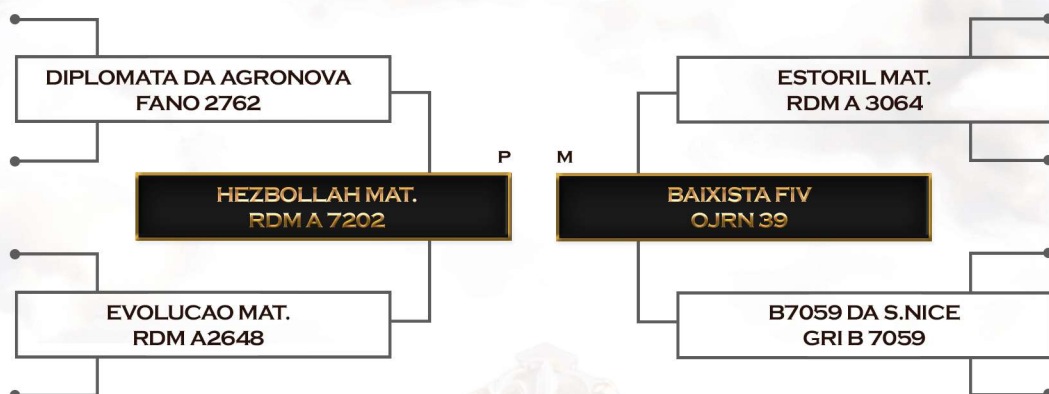 DIPLOMATA DA AGRONOVA
FANO 2762
ESTORIL MAT.
RDM A 3064
P
M
HEZBOLLAH MAT.
RDM A 7202
BAIXISTA FIV
OJRN 39
EVOLUCAO MAT.
RDM A2648
B7059 DA S.NICE
GRI B 7059